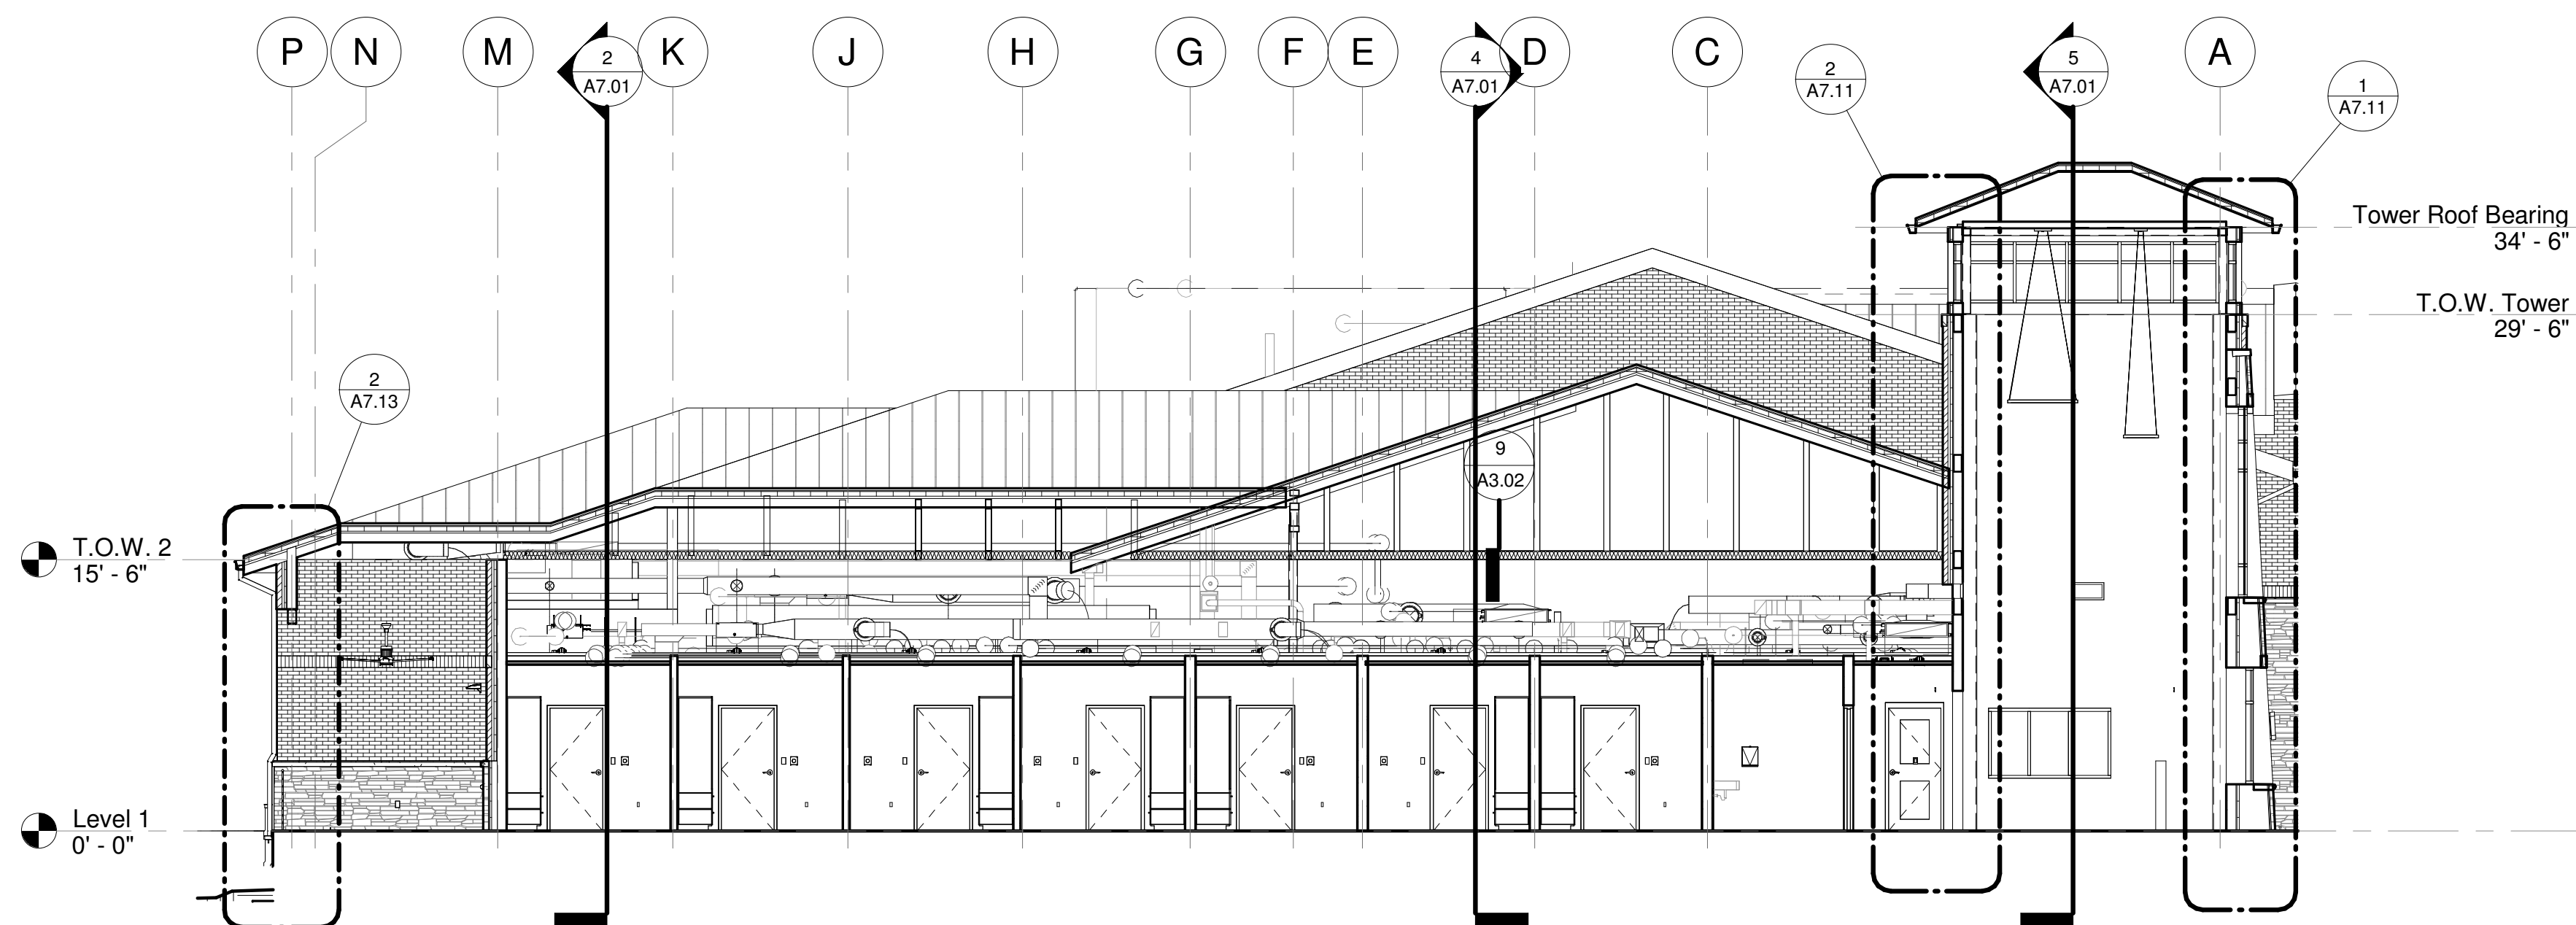 P
N
M
2
A7.01
K
J
H
G
F
E
4
A7.01
D
C
2
A7.11
5
A7.01
A
1
A7.11
Tower Roof Bearing
34' - 6"
T.O.W. Tower
29' - 6"
2
A7.13
9
A3.02
T.O.W. 2
15' - 6"
Level 1
0' - 0"